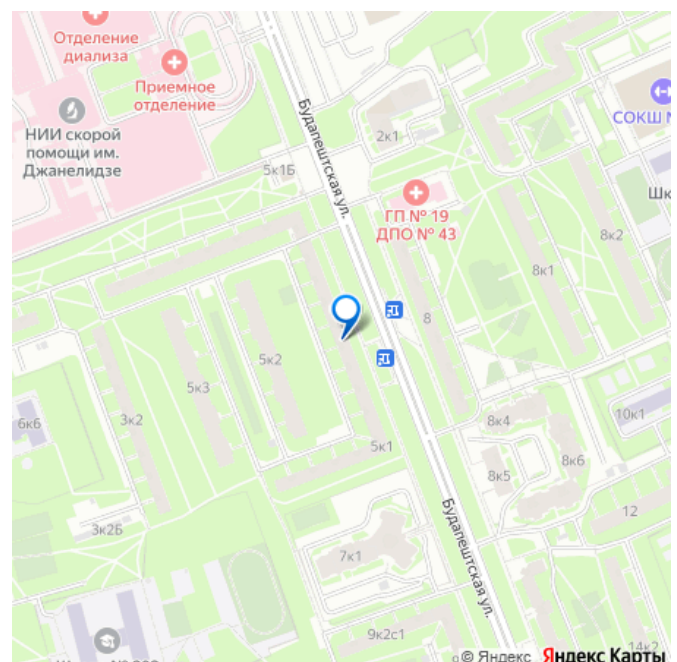 Отделение
диализа
Приемное
отделение
НИИ скорой
помощи им.
Джанелидзе
5к1Б
Будапештская ул.
2к1
СОКШ
ГП № 19
ДПО № 43
Шк
8к2
8к1
8
5к2
5к3
3к2
6к6
5к1
8к4
10к1
8к5
8к6
12
3к2Б
7к1
Будапештская ул.
9к2с1
14к2
© Яндекс Яндекс Карты